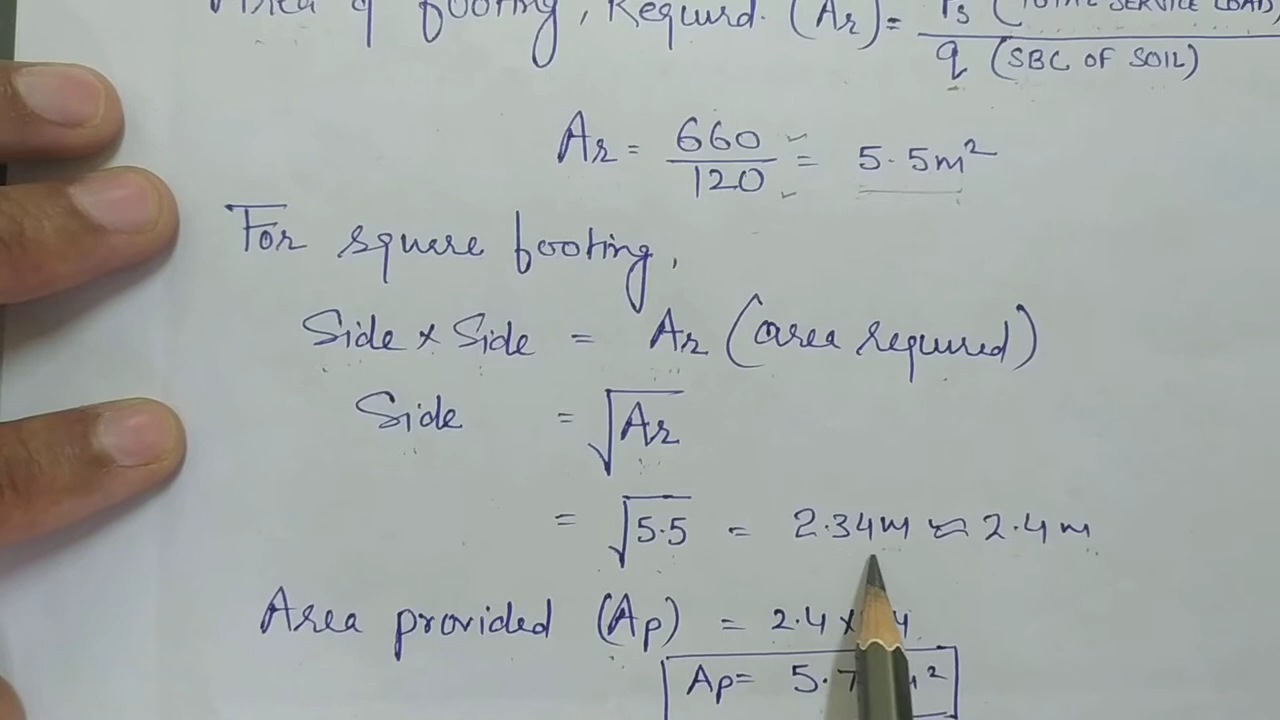 Area of footing, Requird. (Ar) = Ps (TOTAL SERVICE LOAD)
q (SBC OF SOIL)
Ar = 660 / 120 = 5.5m²
For squere footing,
Side × Side = Ar (area required)
Side = √Ar
= √5.5 = 2.34m ≈ 2.4m
Area provided (Ap) = 2.4 ×
Ap = 5.7